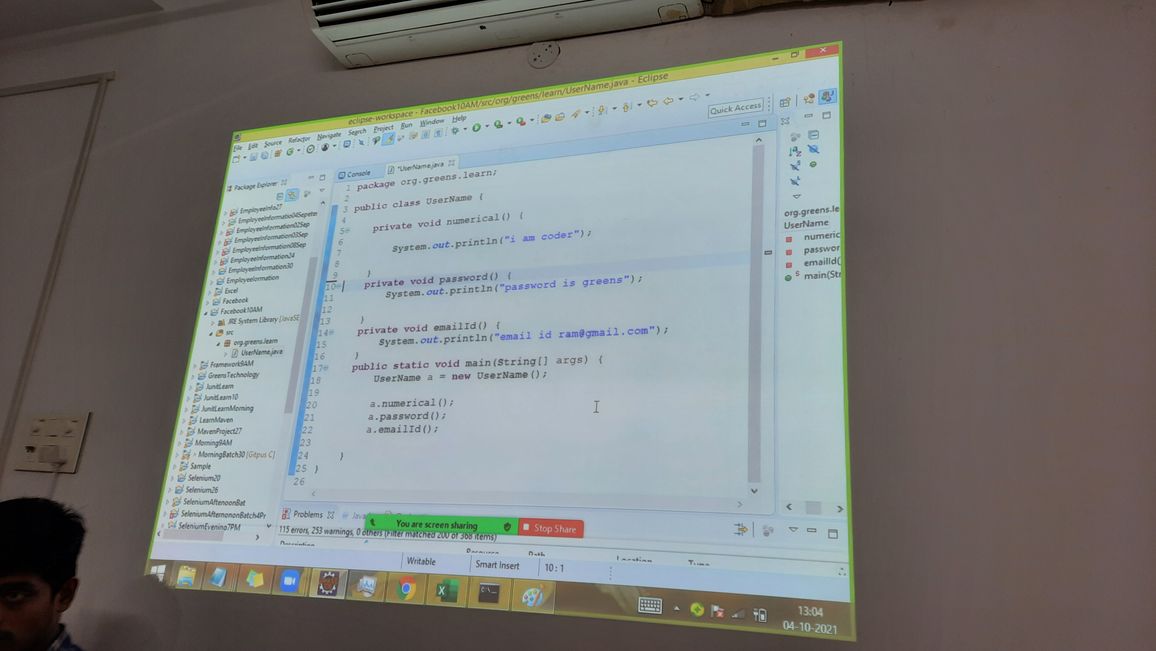 eclipse-workspace - Facebook10AM/src/org/greens/learn/UserName.java - Eclipse
File Edit Source Refactor Navigate Search Project Run Window Help
Quick Access
Package Explorer
EmployeeInfo27
EmployeeInformation02Sep
EmployeeInformation03Sep
EmployeeInformation08Sep
EmployeeInformation24
EmployeeInformation30
Excel
Facebook
Facebook10AM
JRE System Library [JavaSE
src
org.greens.learn
UserName.java
Framework9AM
GreensTechnology
JunitLearn
JunitLearn10
JunitLearnMorning
LearnMaven
MavenProject27
Morning9AM
MorningBatch30 [Gitpus C]
Sample
Selenium20
Selenium26
SeleniumAftenoonBat
SeleniumAfternononBatch4Pr
SeleniumEvening7PM
Console
*UserName.java
1 package org.greens.learn;
2
3 public class UserName {
4
5 private void numerical() {
6
7 System.out.println("i am coder");
8
9 }
10 private void password() {
11 System.out.println("password is greens");
12
13 }
14 private void emailId() {
15 System.out.println("email id ram@gmail.com");
16 }
17 public static void main(String[] args) {
18 UserName a = new UserName();
19
20 a.numerical();
21 a.password();
22 a.emailId();
23
24 }
25 }
26
org.greens.le
UserName
numeric
passwor
emailId(
main(Str
Problems
You are screen sharing
Stop Share
115 errors, 253 warnings, 0 others (Filter matched 200 of 368 items)
Description Resource Path Location Type
Writable
Smart Insert
10 : 1
13:04
04-10-2021